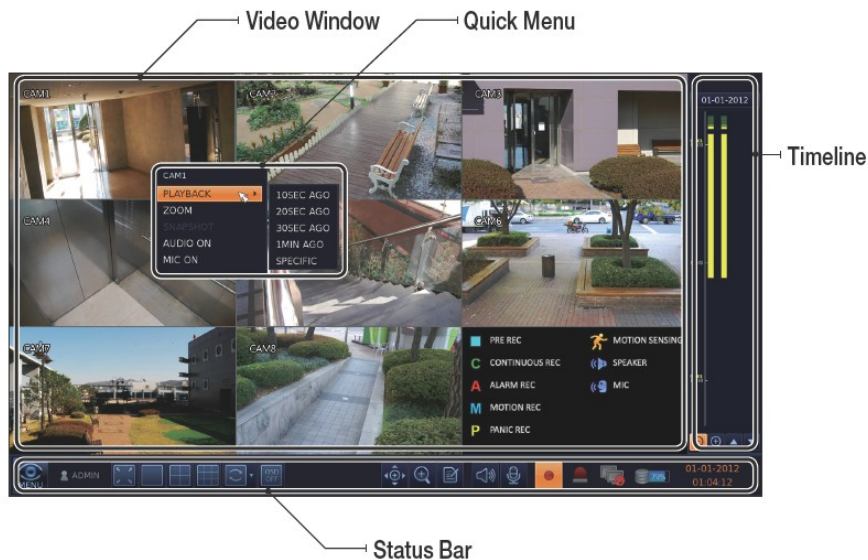 Video Window
Quick Menu
CAM1
CAM2
CAM3
01-01-2012
Timeline
CAM1
PLAYBACK
10SEC AGO
ZOOM
20SEC AGO
SNAPSHOT
30SEC AGO
AUDIO ON
1MIN AGO
MIC ON
SPECIFIC
CAM4
CAM6
CAM7
CAM8
PRE REC
MOTION SENSING
C CONTINUOUS REC
SPEAKER
A ALARM REC
MIC
M MOTION REC
P PANIC REC
MENU
ADMIN
OSD
OFF
01-01-2012
01:04:12
Status Bar